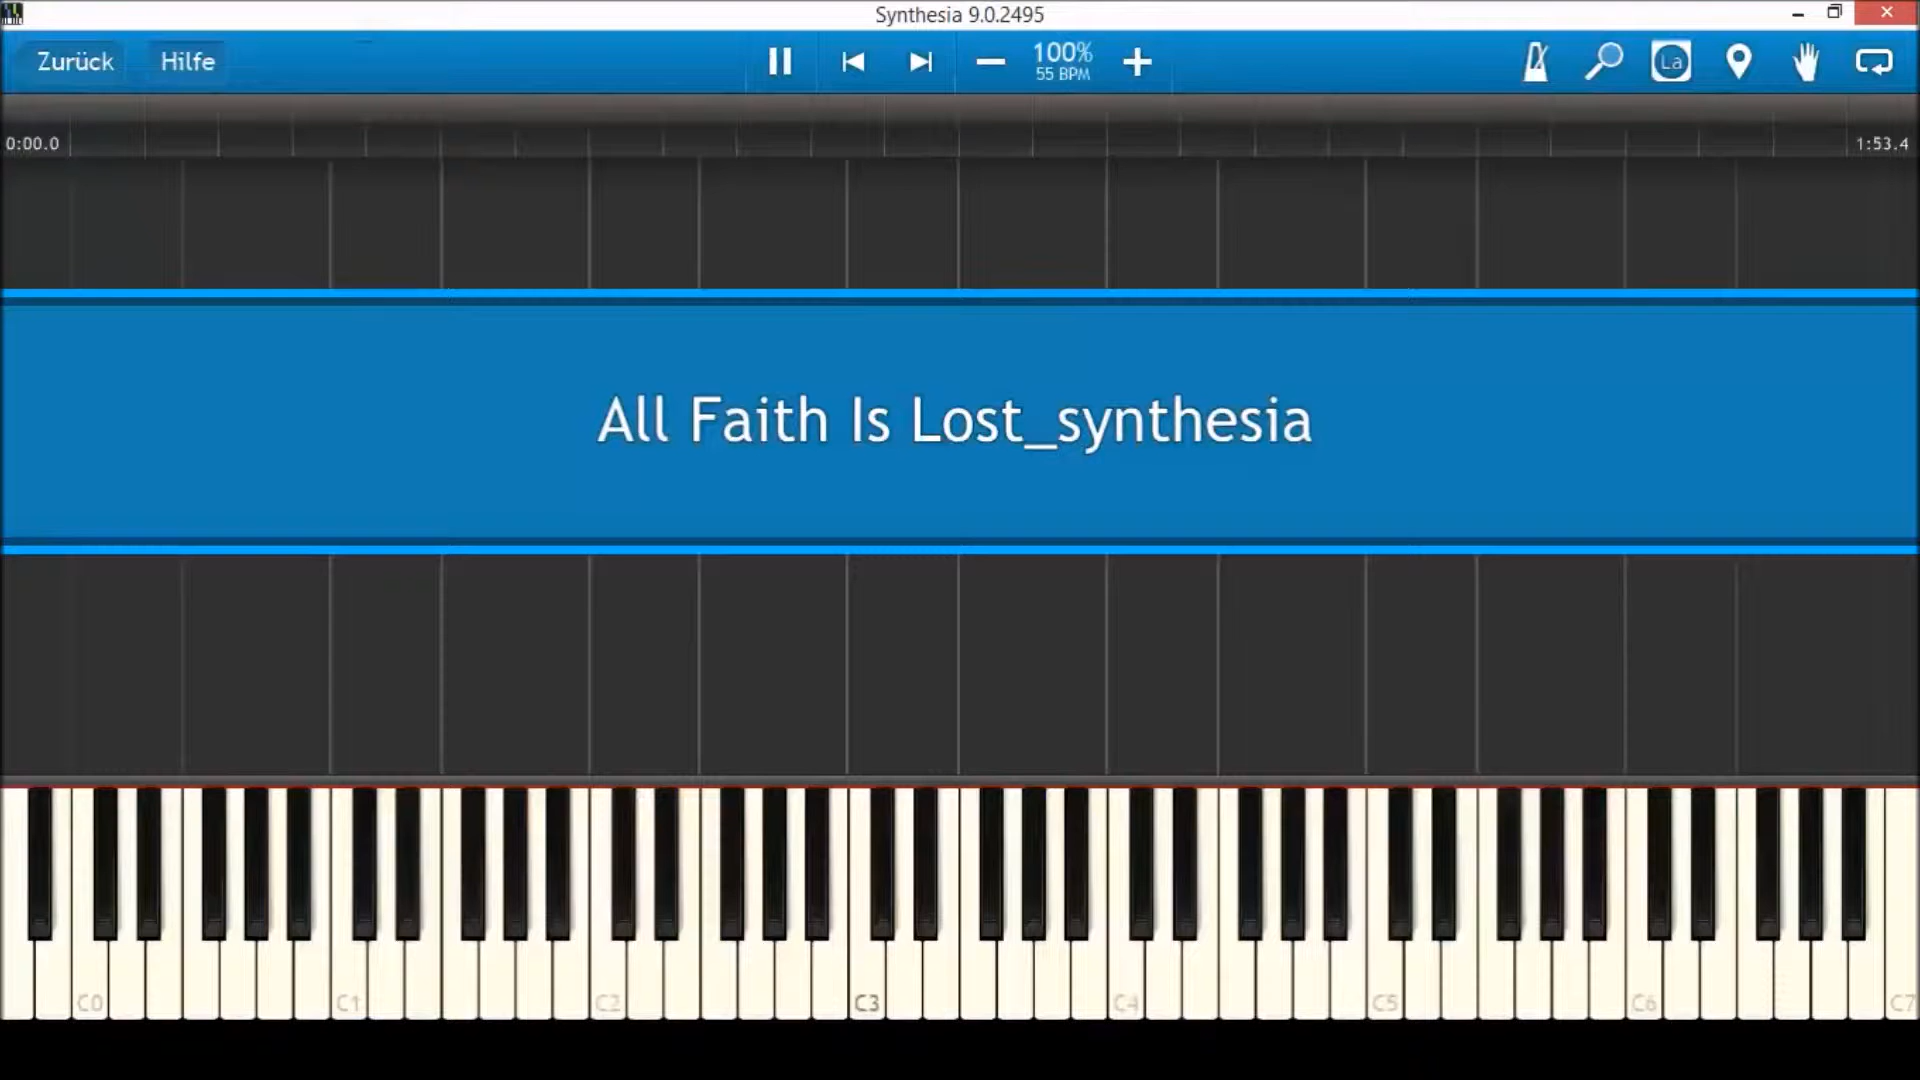 Synthesia 9.0.2495
Zurück Hilfe 100% La
55 BPM
0:00.0 1:53.4
All Faith Is Lost_synthesia
C0 C1 C2 C3 C4 C5 C6 C7